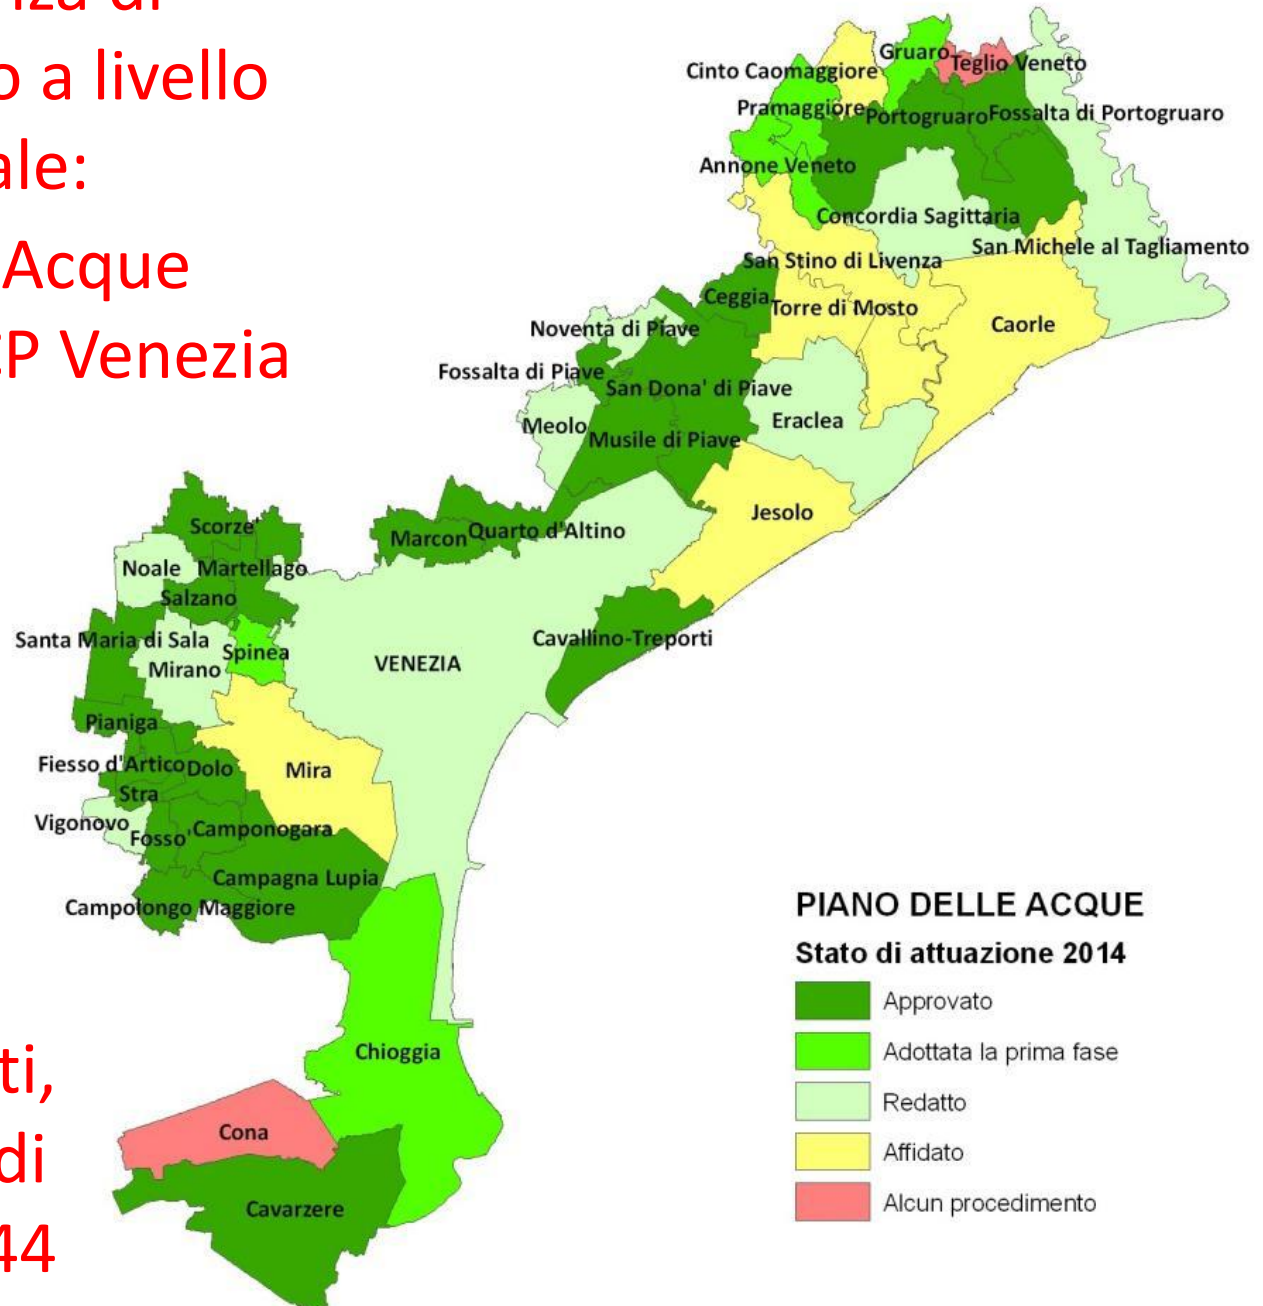 nza di
o a livello
ale:
Acque
P Venezia
ti,
di
44
Gruaro
Teglio Veneto
Cinto Caomaggiore
Pramaggiore
Portogruaro
Fossalta di Portogruaro
Annone Veneto
Concordia Sagittaria
San Michele al Tagliamento
San Stino di Livenza
Ceggia
Torre di Mosto
Caorle
Noventa di Piave
Fossalta di Piave
San Dona' di Piave
Meolo
Musile di Piave
Eraclea
Jesolo
Scorze'
Marcon
Quarto d'Altino
Noale
Martellago
Salzano
Santa Maria di Sala
Spinea
Mirano
VENEZIA
Cavallino-Treporti
Pianiga
Fiesso d'Artico
Dolo
Mira
Stra
Vigonovo
Fosso'
Camponogara
Campagna Lupia
Campolongo Maggiore
Chioggia
Cona
Cavarzere
PIANO DELLE ACQUE
Stato di attuazione 2014
Approvato
Adottata la prima fase
Redatto
Affidato
Alcun procedimento